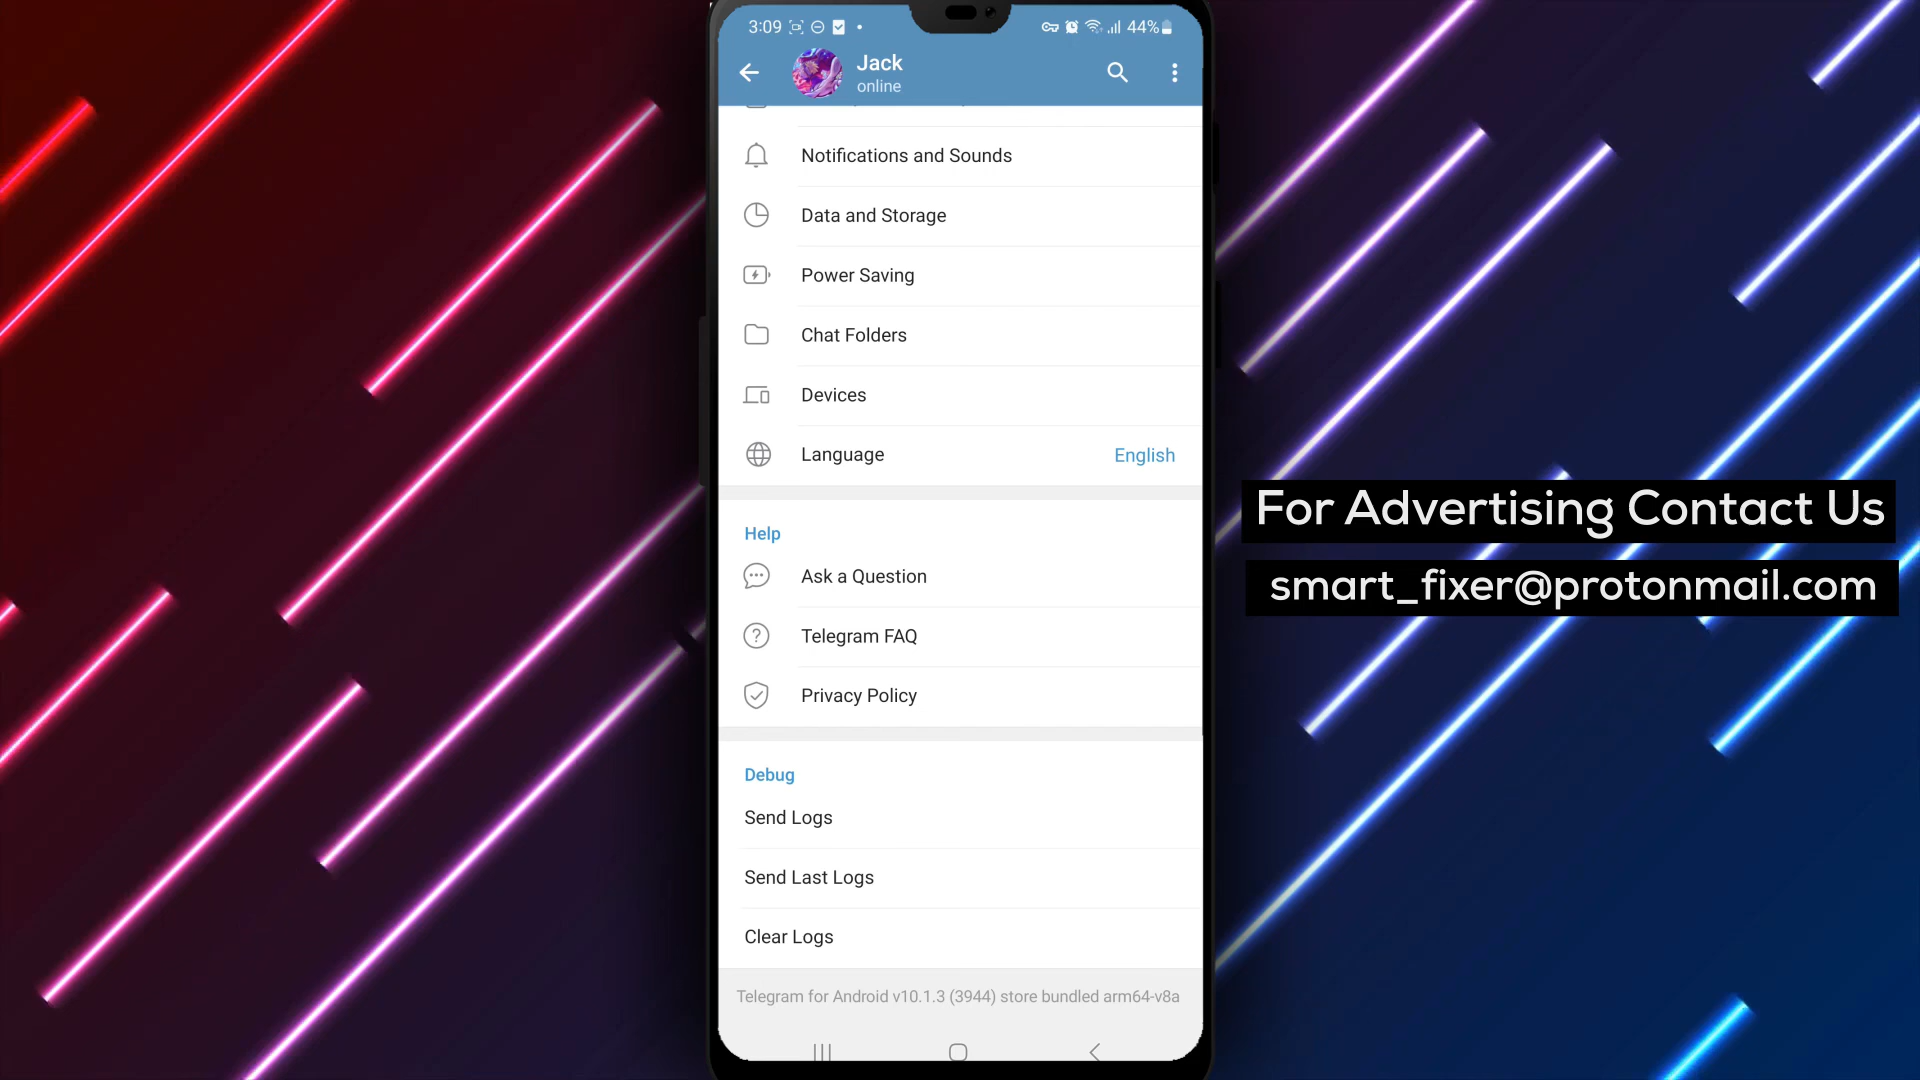 3:09
44%
Jack
online
Notifications and Sounds
Data and Storage
Power Saving
Chat Folders
Devices
Language English
Help
Ask a Question
Telegram FAQ
Privacy Policy
Debug
Send Logs
Send Last Logs
Clear Logs
Telegram for Android v10.1.3 (3944) store bundled arm64-v8a
For Advertising Contact Us
smart_fixer@protonmail.com